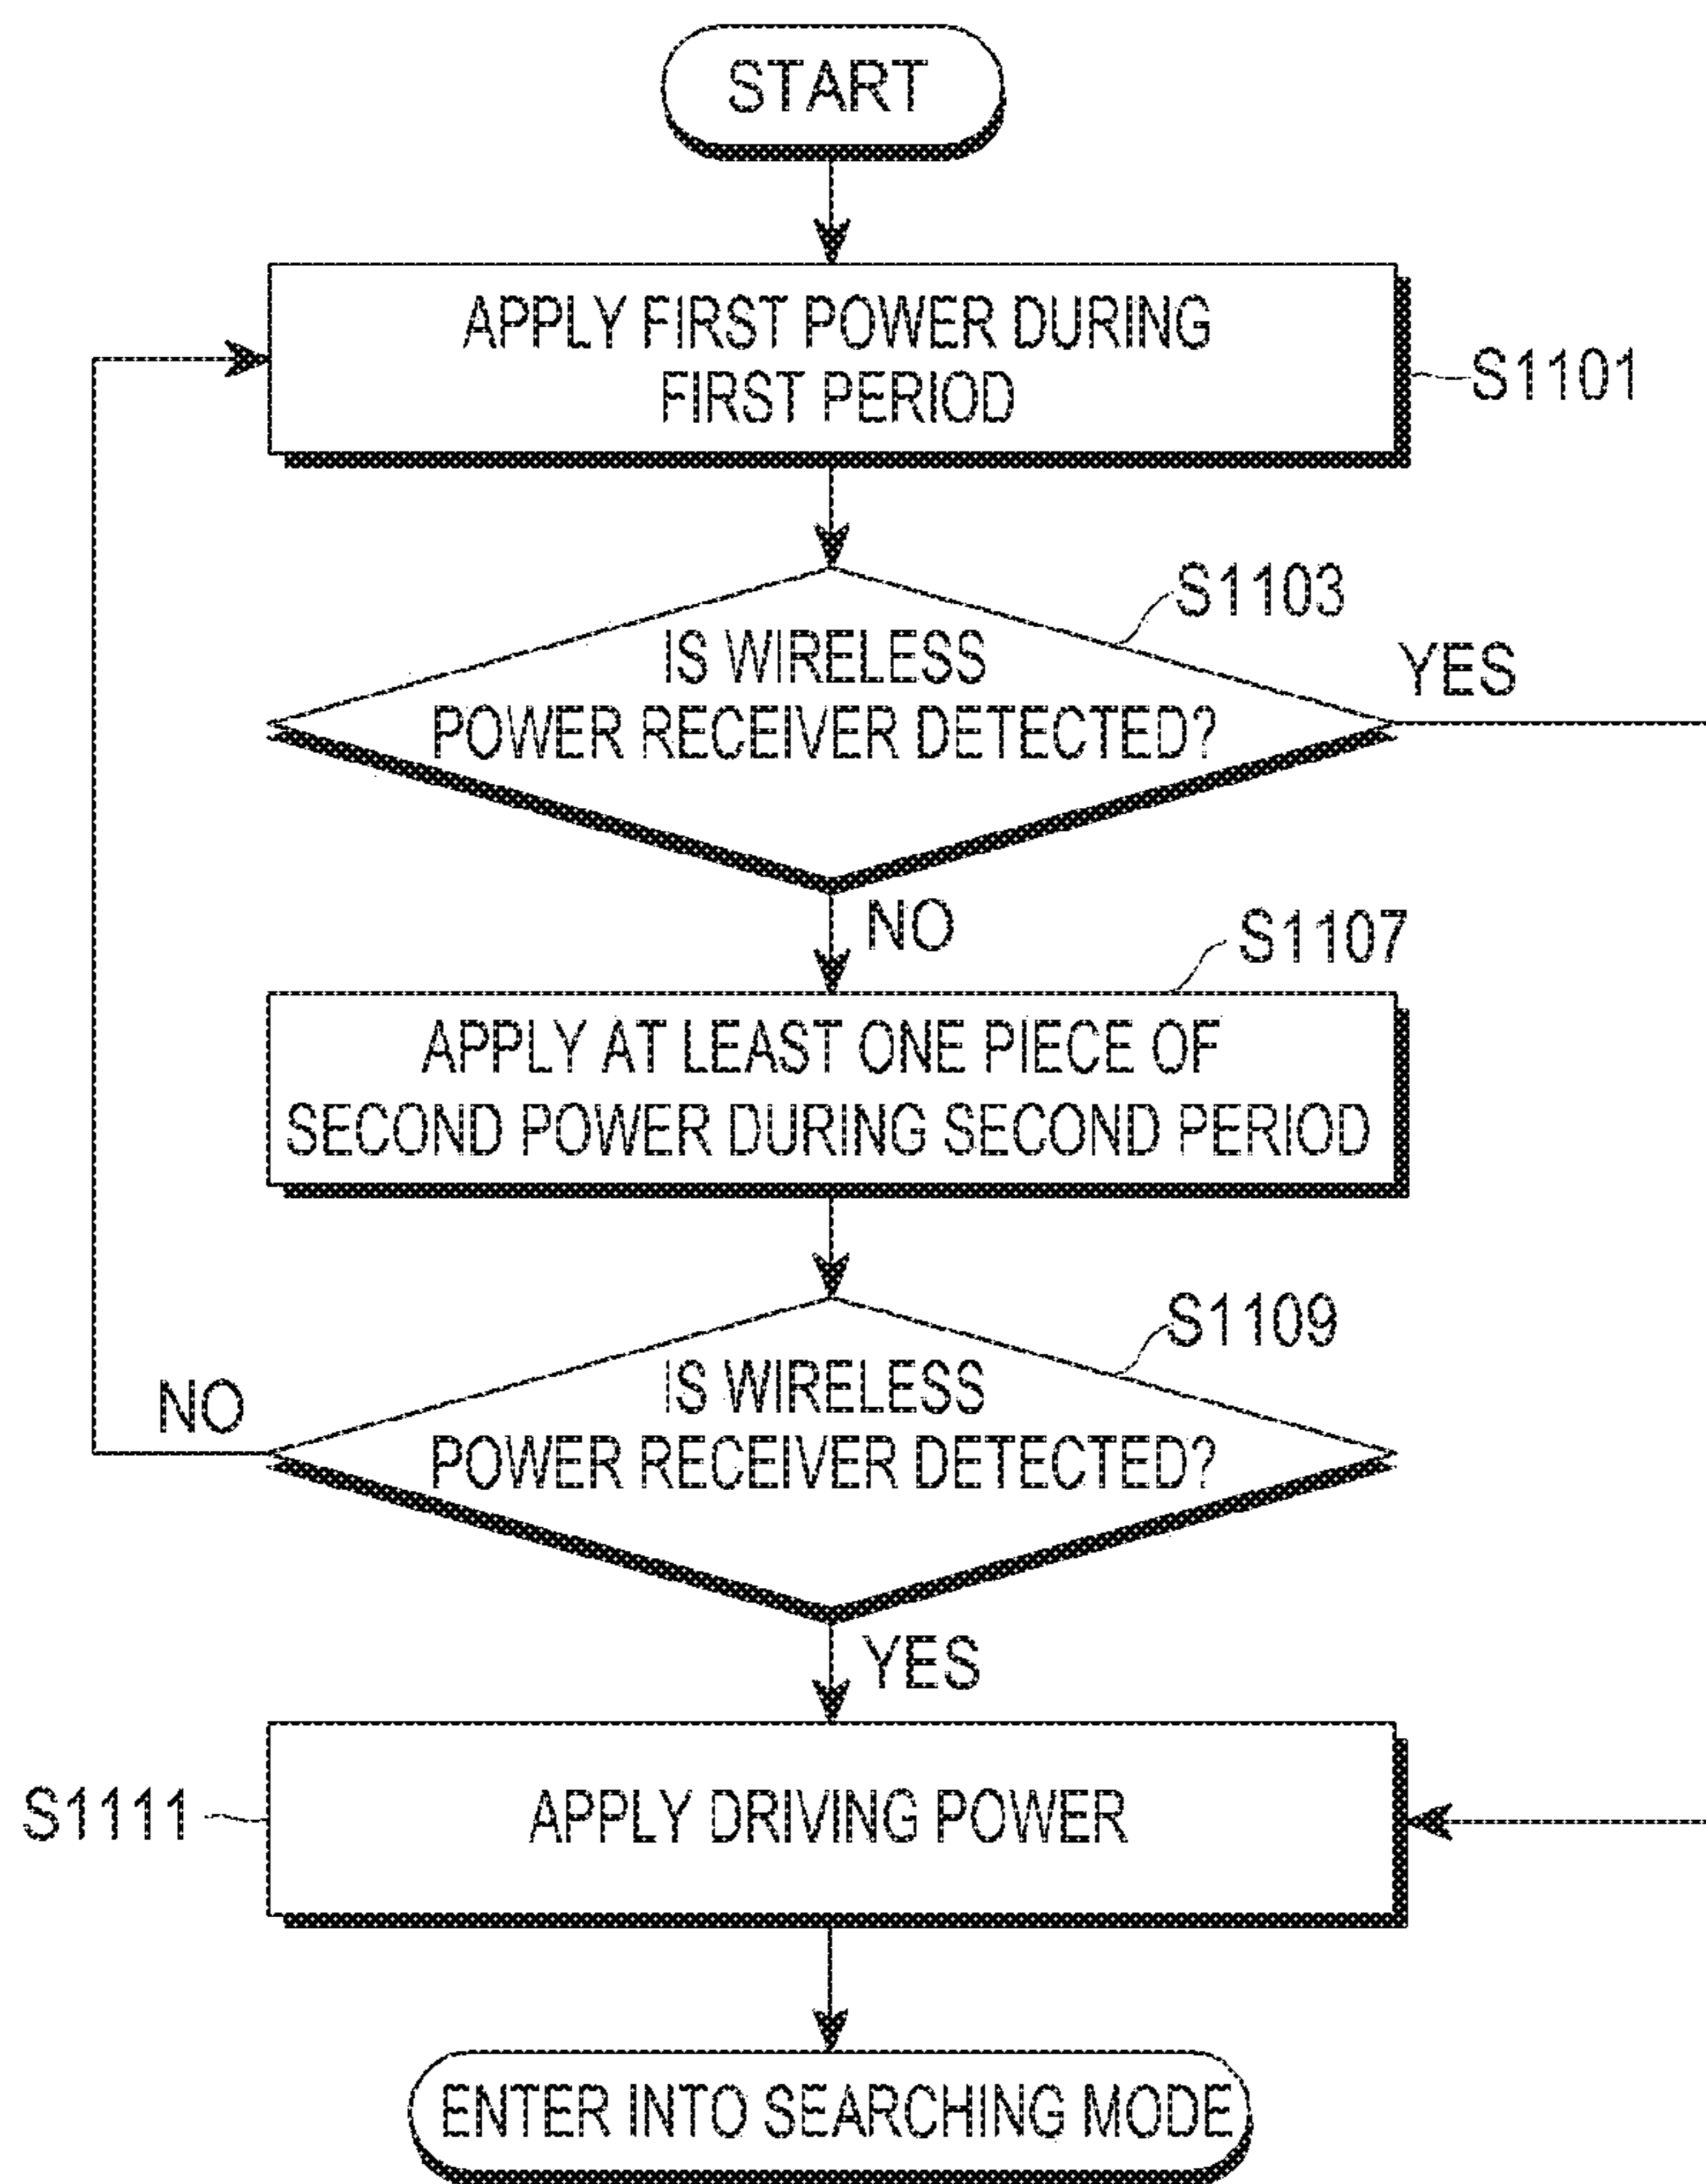 START
APPLY FIRST POWER DURING
FIRST PERIOD
S1101
S1103
IS WIRELESS
POWER RECEIVER DETECTED?
YES
NO
S1107
APPLY AT LEAST ONE PIECE OF
SECOND POWER DURING SECOND PERIOD
S1109
IS WIRELESS
POWER RECEIVER DETECTED?
NO
YES
S1111
APPLY DRIVING POWER
ENTER INTO SEARCHING MODE